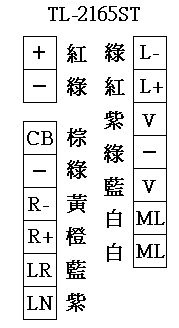 TL-2165ST
+ 紅
− 綠
CB 棕
− 綠
R- 黃
R+ 橙
LR 藍
LN 紫
綠 L-
紅 L+
紫 V
綠 −
藍 V
白 ML
白 ML